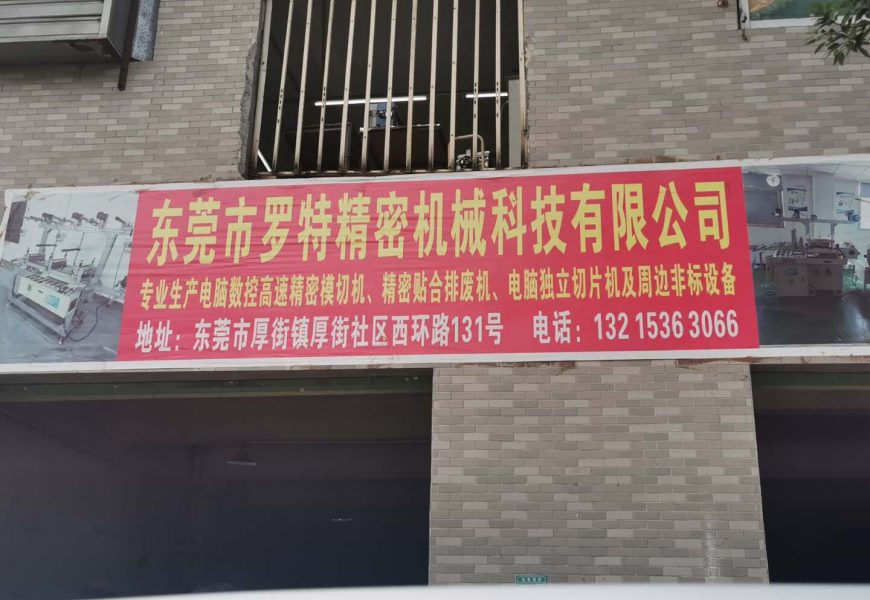 东莞市罗特精密机械科技有限公司
专业生产电脑数控高速精密模切机、精密贴合排废机、电脑独立切片机及周边非标设备
地址：东莞市厚街镇厚街社区西环路131号 电话：132 1536 3066